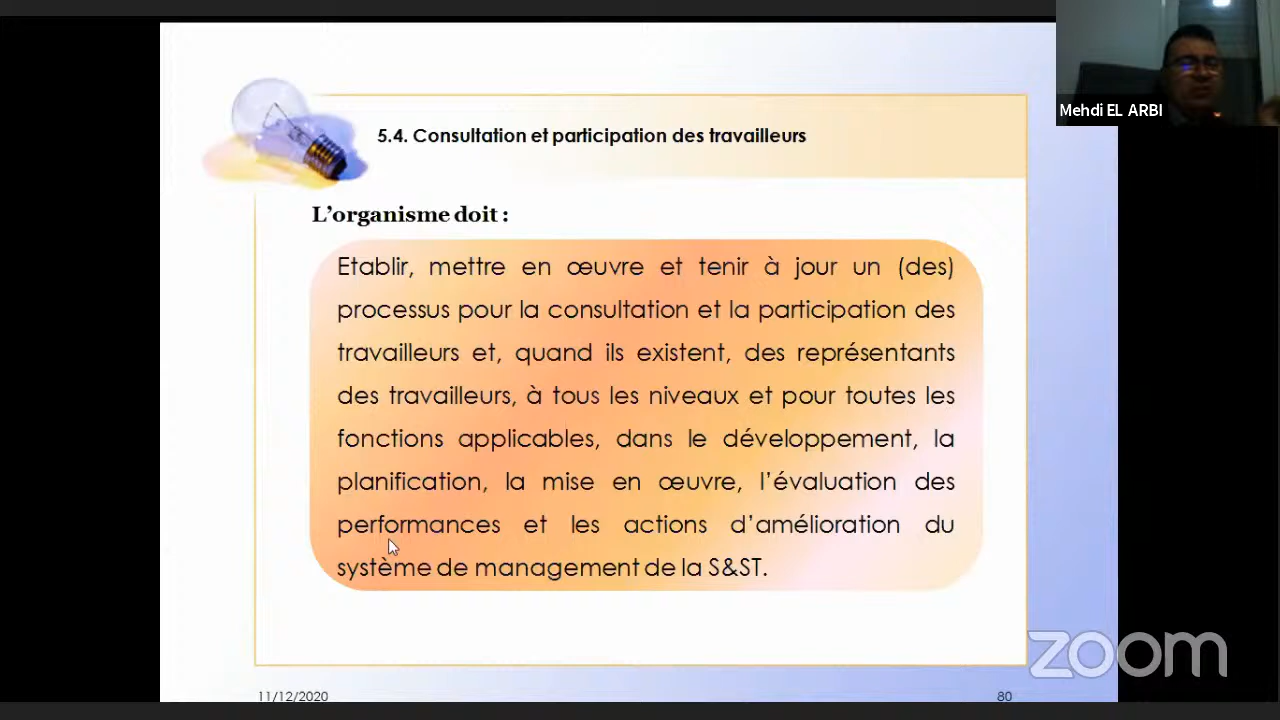 Mehdi EL ARBI
5.4. Consultation et participation des travailleurs
L'organisme doit :
Etablir, mettre en œuvre et tenir à jour un (des)
processus pour la consultation et la participation des
travailleurs et, quand ils existent, des représentants
des travailleurs, à tous les niveaux et pour toutes les
fonctions applicables, dans le développement, la
planification, la mise en œuvre, l'évaluation des
performances et les actions d'amélioration du
système de management de la S&ST.
zoom
11/12/2020
80